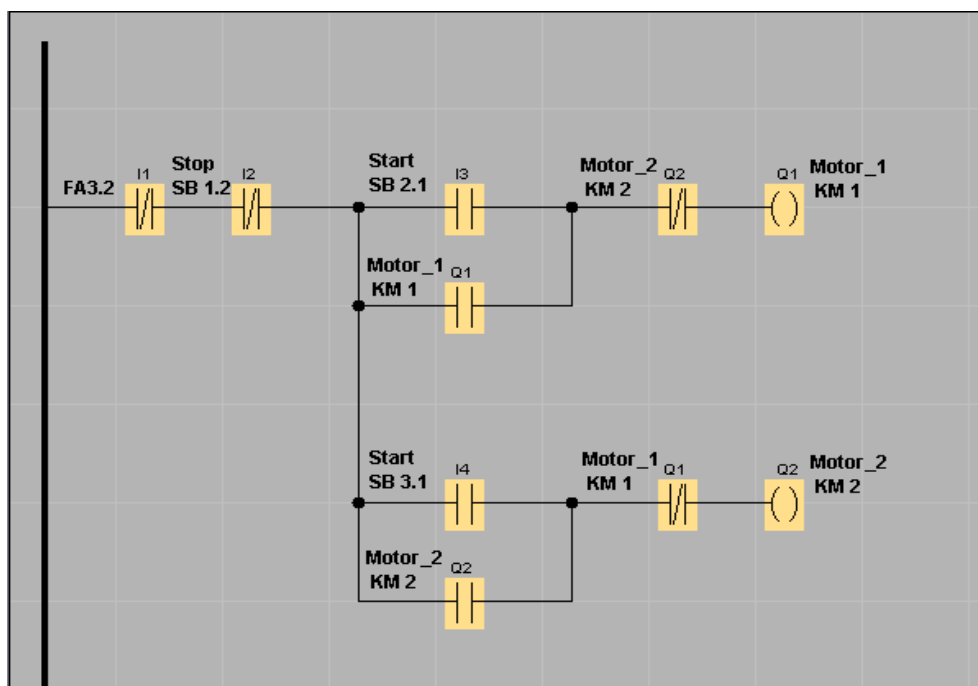 FA3.2
I1
Stop
SB 1.2
I2
Start
SB 2.1
I3
Motor_2
KM 2
Q2
Q1
Motor_1
KM 1
Motor_1
KM 1
Q1
Start
SB 3.1
I4
Motor_1
KM 1
Q1
Q2
Motor_2
KM 2
Motor_2
KM 2
Q2